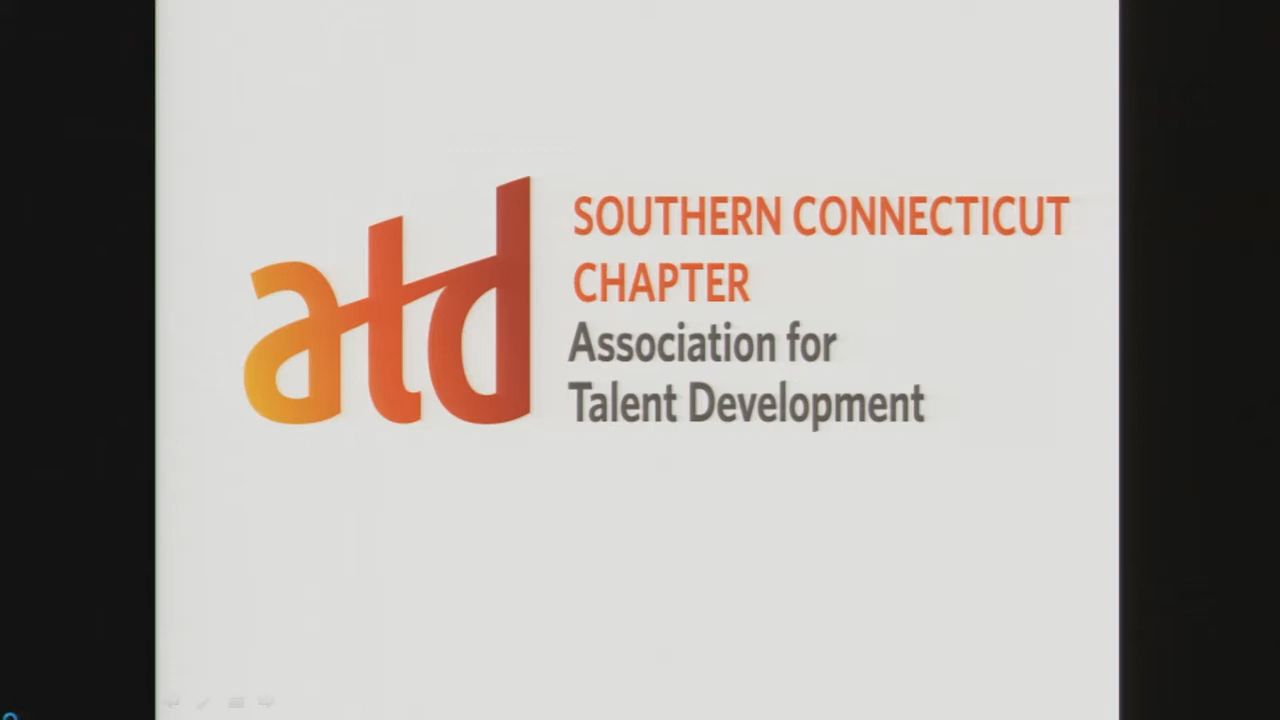 atd
SOUTHERN CONNECTICUT
CHAPTER
Association for
Talent Development